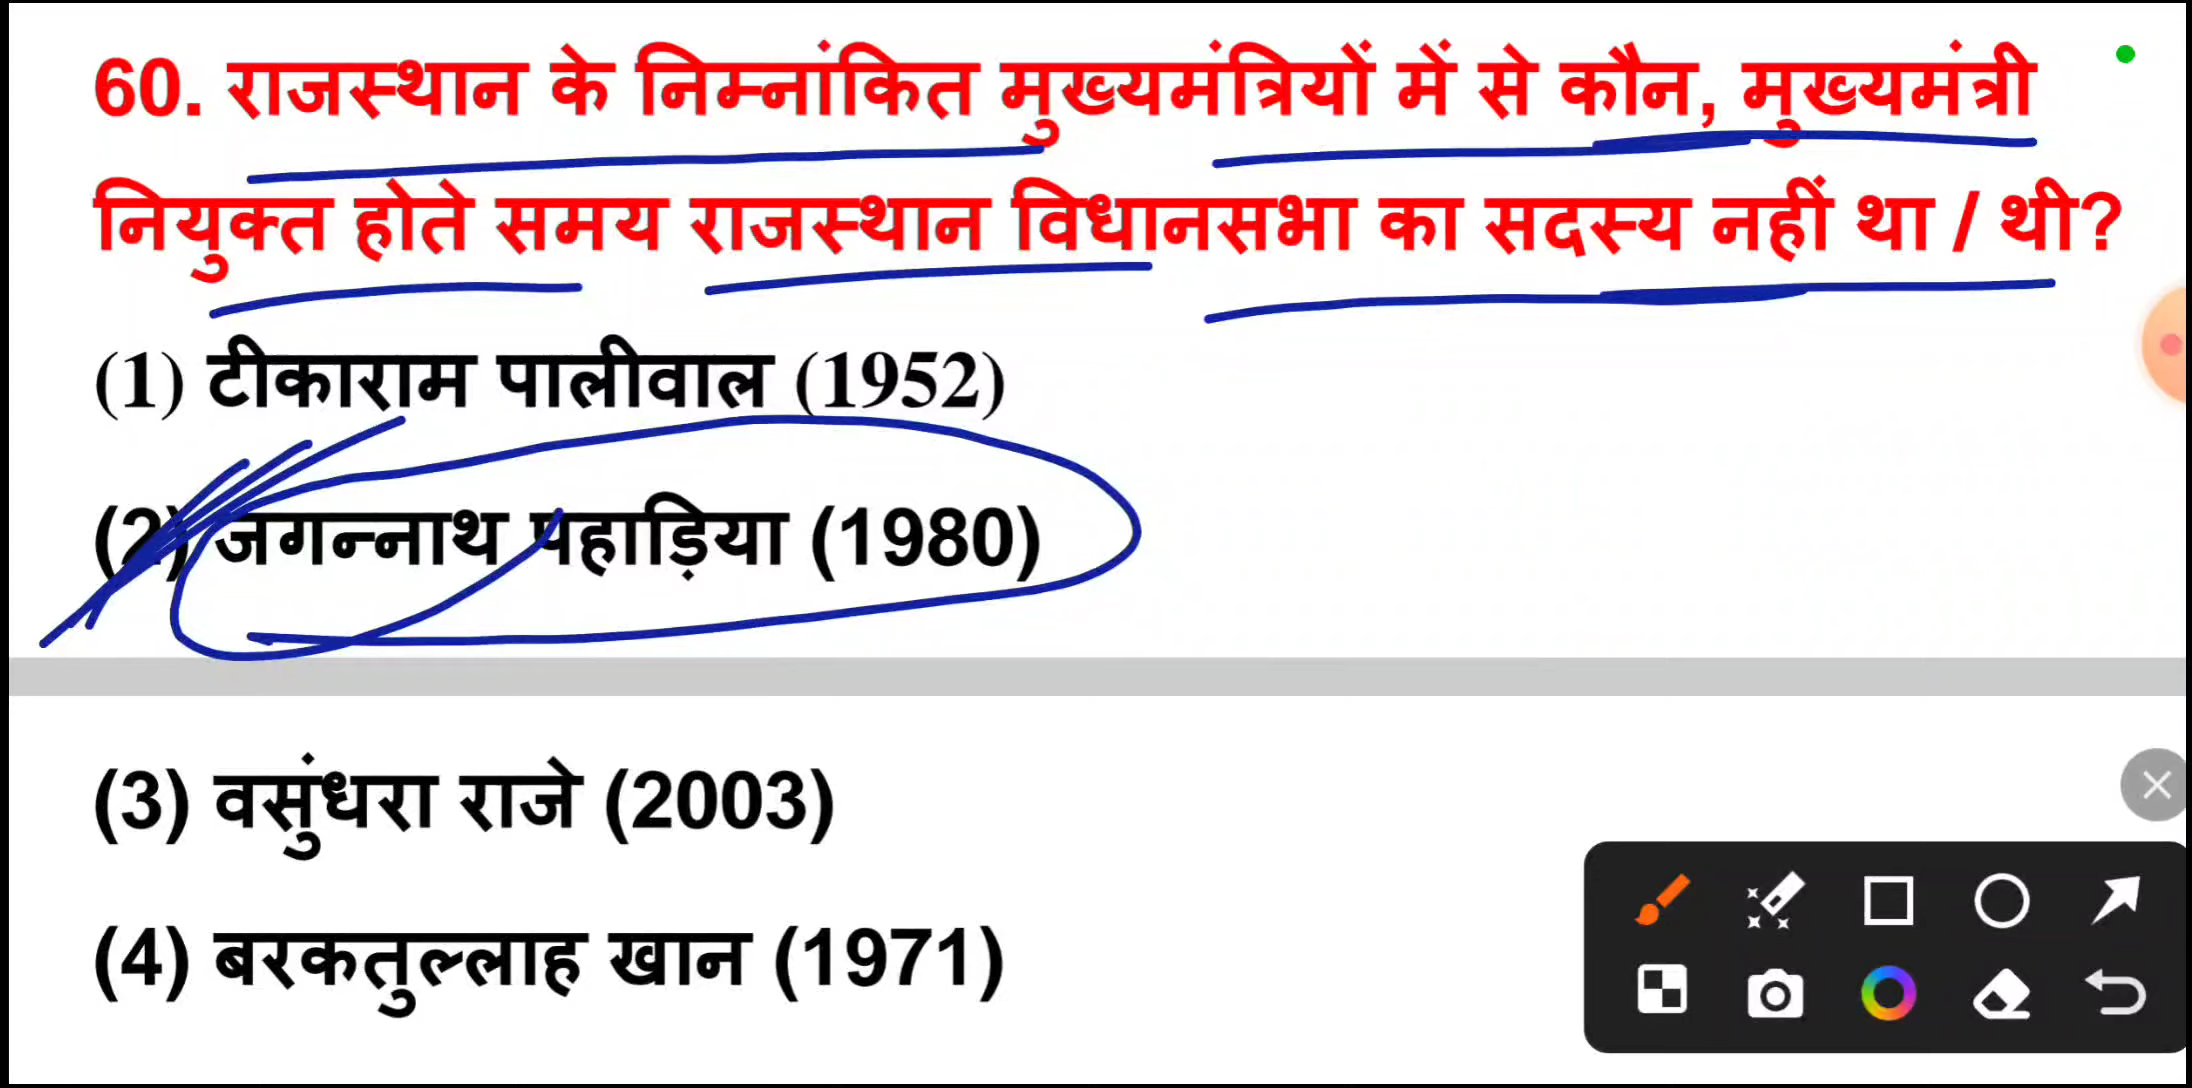 60. राजस्थान के निम्नांकित मुख्यमंत्रियों में से कौन, मुख्यमंत्री
नियुक्त होते समय राजस्थान विधानसभा का सदस्य नहीं था / थी?
(1) टीकाराम पालीवाल (1952)
(2) जगन्नाथ पहाड़िया (1980)
(3) वसुंधरा राजे (2003)
(4) बरकतुल्लाह खान (1971)